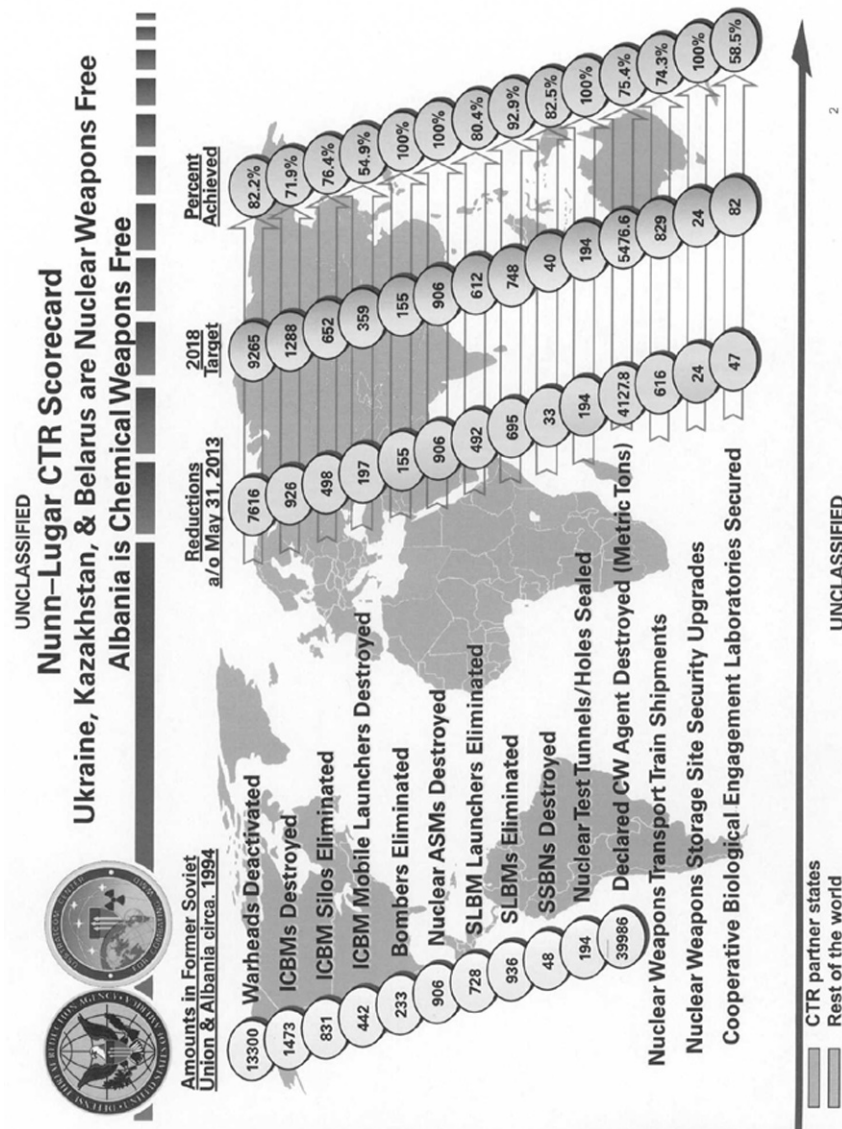 UNCLASSIFIED
Nunn–Lugar CTR Scorecard
Ukraine, Kazakhstan, & Belarus are Nuclear Weapons Free
Albania is Chemical Weapons Free
Amounts in Former Soviet
Union & Albania circa. 1994
Reductions
a/o May 31, 2013
2018
Target
Percent
Achieved
13300 Warheads Deactivated 7616 9265 82.2%
1473 ICBMs Destroyed 926 1288 71.9%
831 ICBM Silos Eliminated 498 652 76.4%
442 ICBM Mobile Launchers Destroyed 197 359 54.9%
233 Bombers Eliminated 155 155 100%
906 Nuclear ASMs Destroyed 906 906 100%
728 SLBM Launchers Eliminated 492 612 80.4%
936 SLBMs Eliminated 695 748 92.9%
48 SSBNs Destroyed 33 40 82.5%
194 Nuclear Test Tunnels/Holes Sealed 194 194 100%
39986 Declared CW Agent Destroyed (Metric Tons) 4127.8 5476.6 75.4%
Nuclear Weapons Transport Train Shipments 616 829 74.3%
Nuclear Weapons Storage Site Security Upgrades 24 24 100%
Cooperative Biological Engagement Laboratories Secured 47 82 58.5%
CTR partner states
Rest of the world
UNCLASSIFIED
2